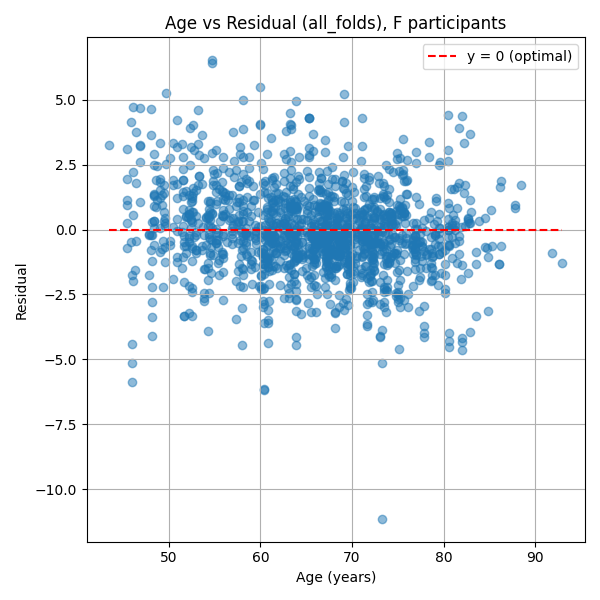 Age vs Residual (all_folds), F participants
y = 0 (optimal)
5.0
2.5
0.0
−2.5
−5.0
−7.5
−10.0
Residual
50 60 70 80 90
Age (years)